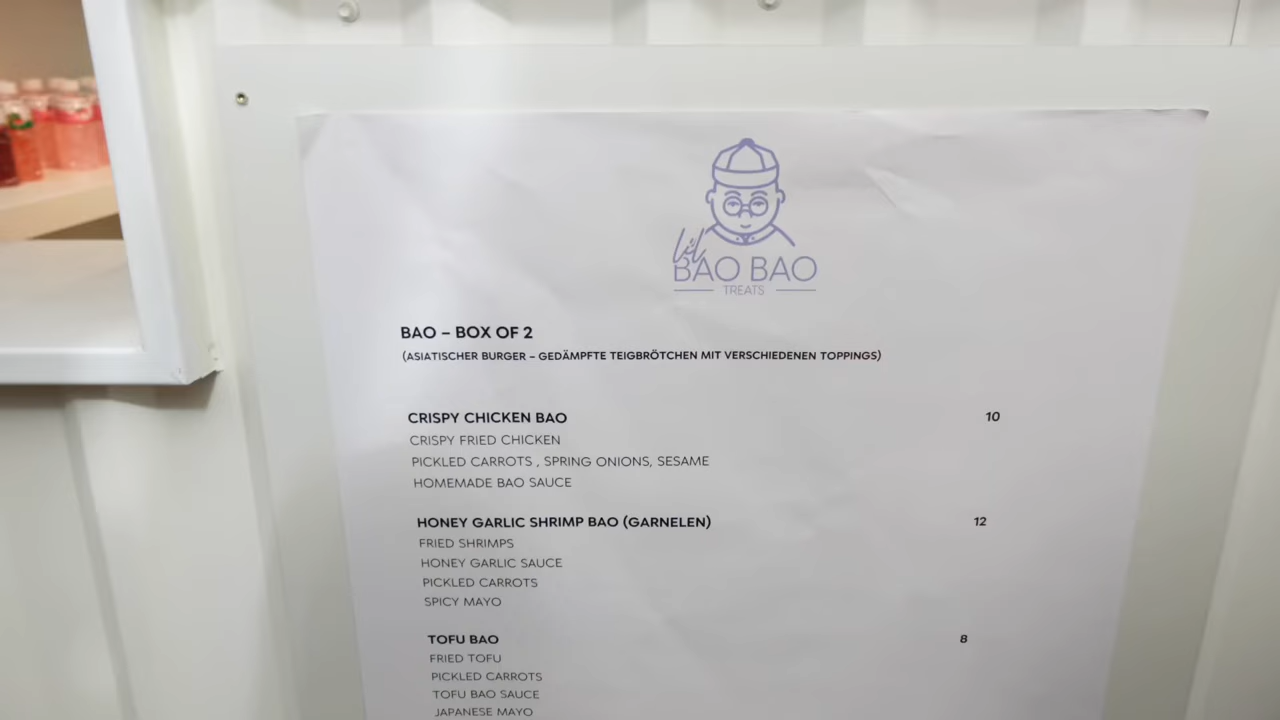 lil
BAO BAO
TREATS
BAO – BOX OF 2
(ASIATISCHER BURGER – GEDÄMPFTE TEIGBRÖTCHEN MIT VERSCHIEDENEN TOPPINGS)
CRISPY CHICKEN BAO 10
CRISPY FRIED CHICKEN
PICKLED CARROTS , SPRING ONIONS, SESAME
HOMEMADE BAO SAUCE
HONEY GARLIC SHRIMP BAO (GARNELEN) 12
FRIED SHRIMPS
HONEY GARLIC SAUCE
PICKLED CARROTS
SPICY MAYO
TOFU BAO 8
FRIED TOFU
PICKLED CARROTS
TOFU BAO SAUCE
JAPANESE MAYO